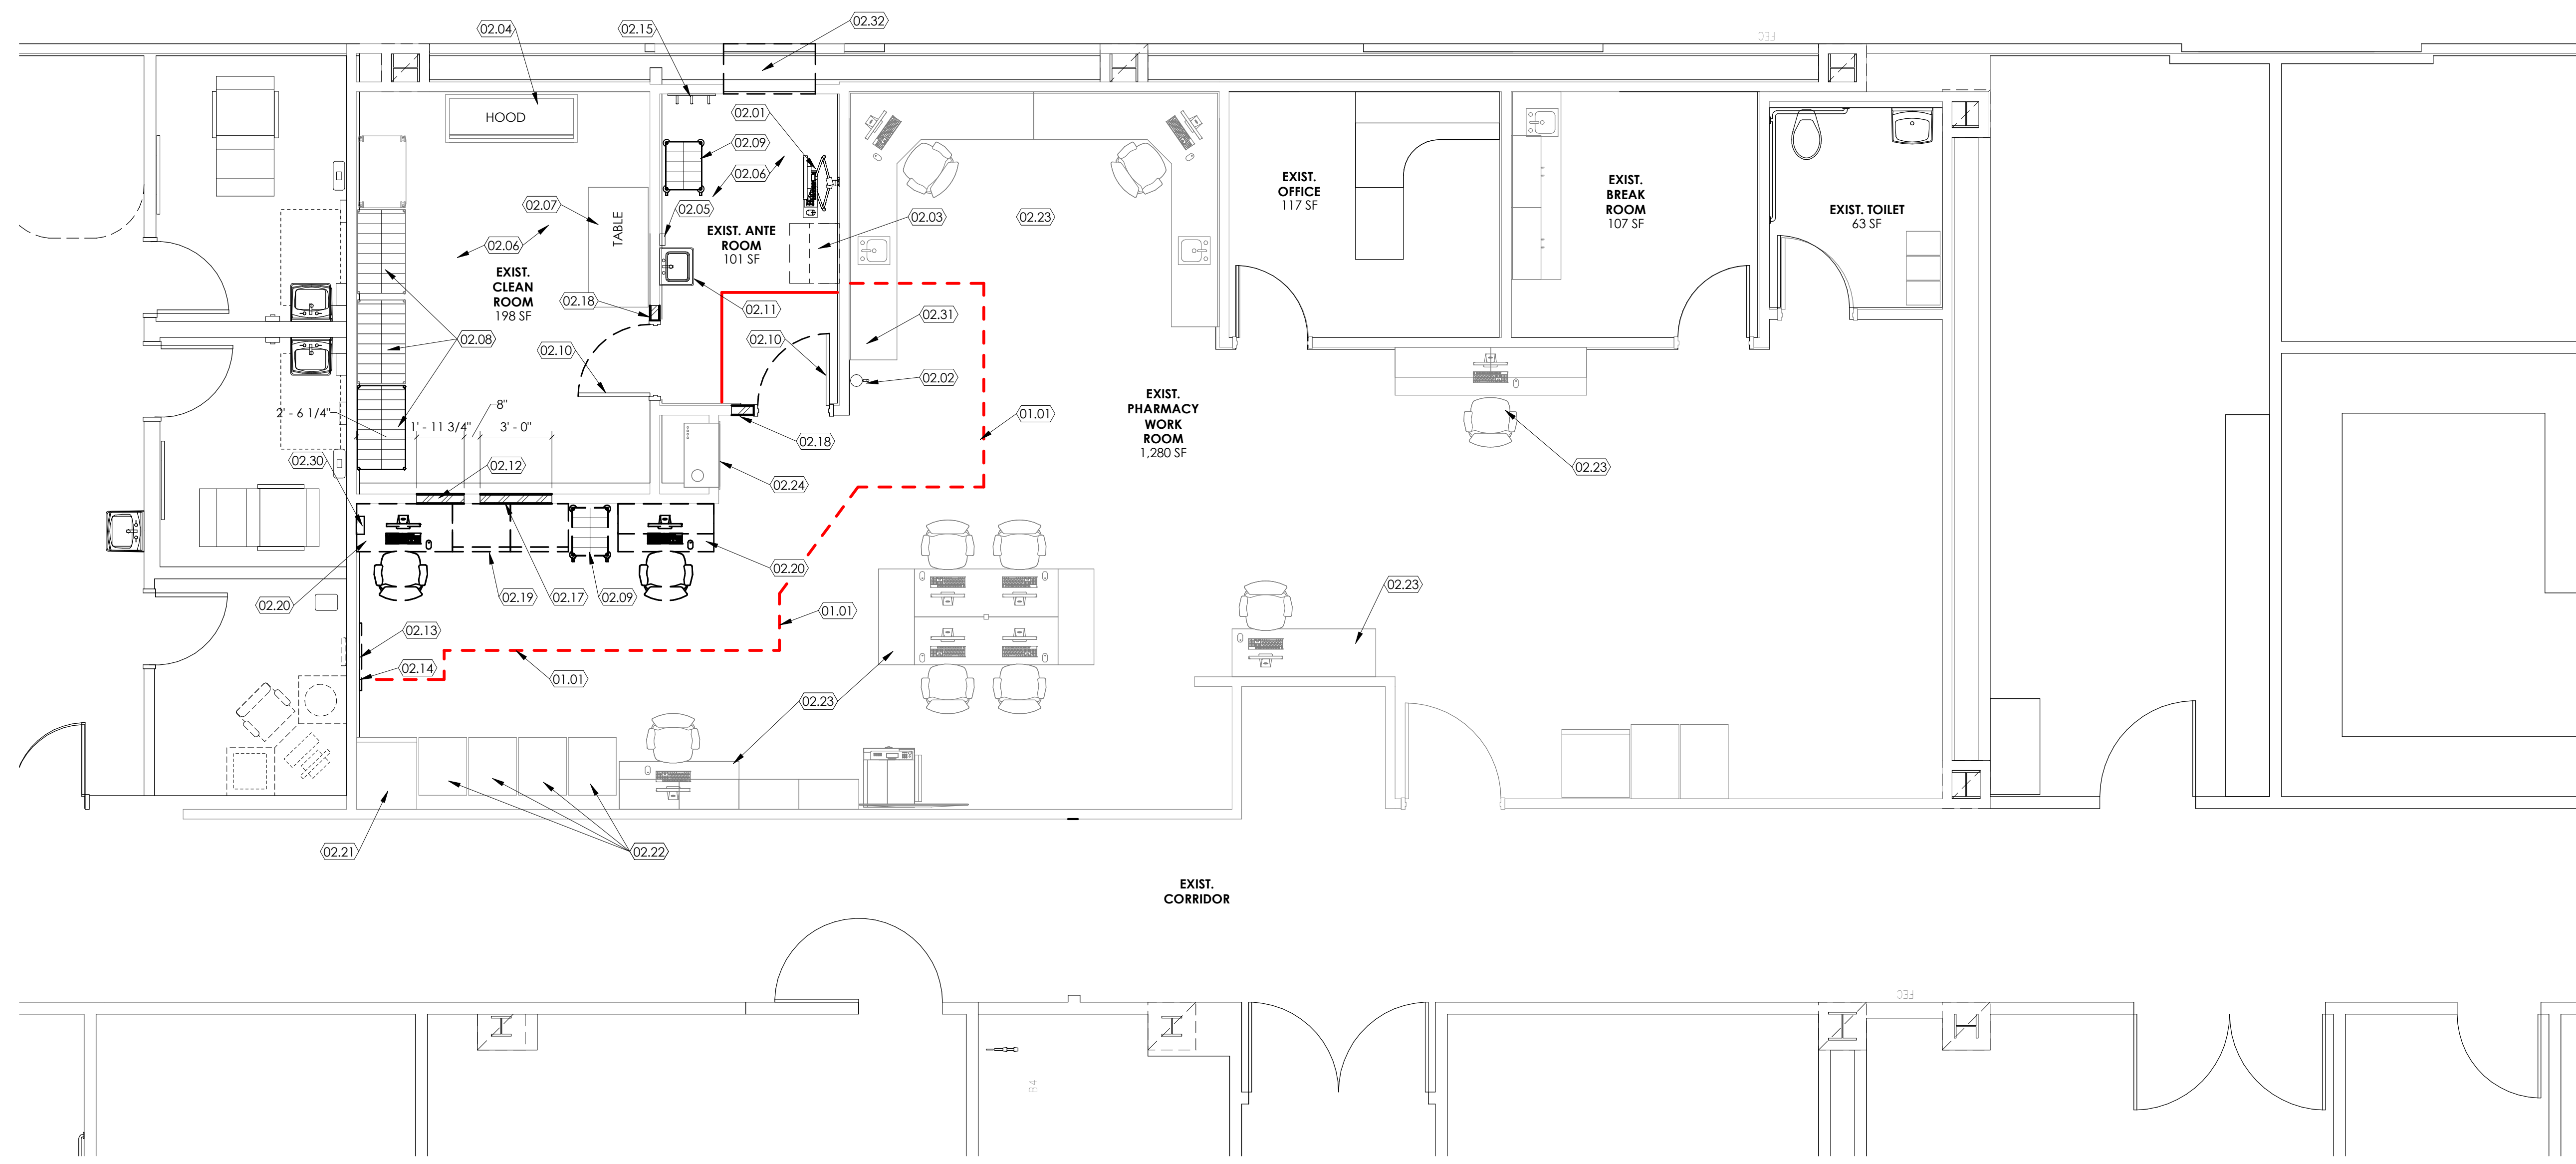 02.32
02.04
02.15
FEC
02.01
HOOD
02.09
02.06
02.07
02.05
02.03
02.23
EXIST.
OFFICE
117 SF
EXIST.
BREAK
ROOM
107 SF
EXIST. TOILET
63 SF
TABLE
EXIST. ANTE
ROOM
101 SF
02.06
EXIST.
CLEAN
ROOM
198 SF
02.18
02.11
02.31
02.08
02.10
02.10
02.02
2' - 6 1/4"
8"
1' - 11 3/4"
3' - 0"
01.01
EXIST.
PHARMACY
WORK
ROOM
1,280 SF
02.18
02.30
02.12
02.24
02.23
02.20
02.20
02.19
02.17
02.09
01.01
02.23
02.13
02.14
01.01
02.23
02.21
02.22
EXIST.
CORRIDOR
FEC
B4